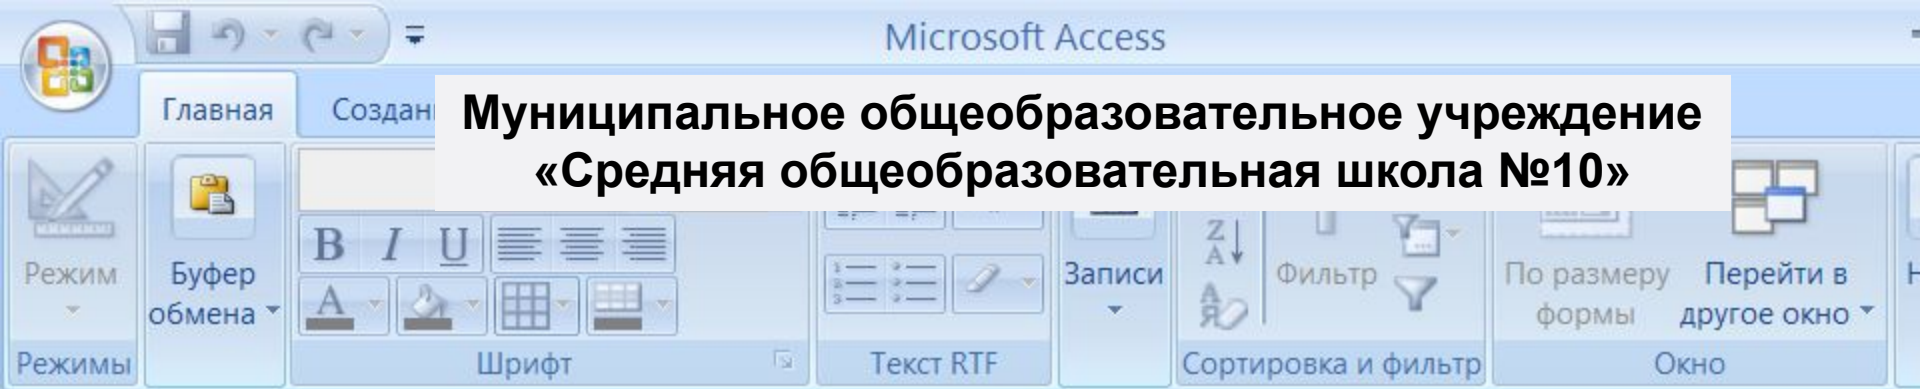 Microsoft Access
Главная
Муниципальное общеобразовательное учреждение
«Средняя общеобразовательная школа №10»
B I U
Режим
Буфер обмена
A
Записи
Фильтр
По размеру формы
Перейти в другое окно
Режимы
Шрифт
Текст RTF
Сортировка и фильтр
Окно